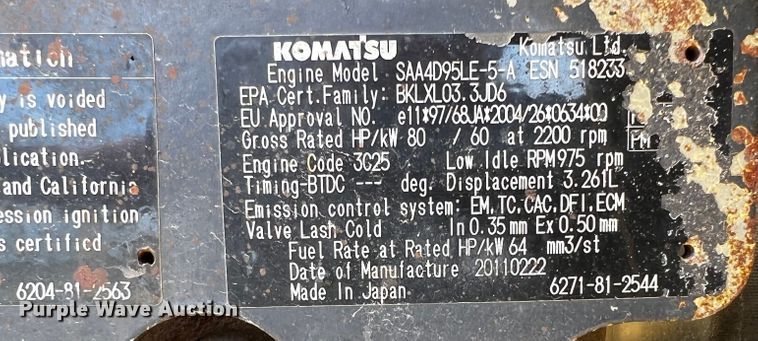 matich
y is voided
published
lication.
and California
ession ignition
s certified
6204-81-2563
KOMATSU Komatsu Ltd.
Engine Model SAA4D95LE-5-A ESN 518233
EPA Cert.Family: BKLXL03.3JD6
EU Approval NO. e11*97/68JA*2004/26*0634*00
Gross Rated HP/kW 80 / 60 at 2200 rpm
Engine Code 3G25 Low Idle RPM975 rpm
Timing-BTDC --- deg. Displacement 3.261L
Emission control system: EM,TC,CAC,DFI,ECM
Valve Lash Cold In 0.35 mm Ex 0.50 mm
Fuel Rate at Rated HP/kW 64 mm3/st
Date of Manufacture 20110222
Made In Japan 6271-81-2544
Purple Wave Auction